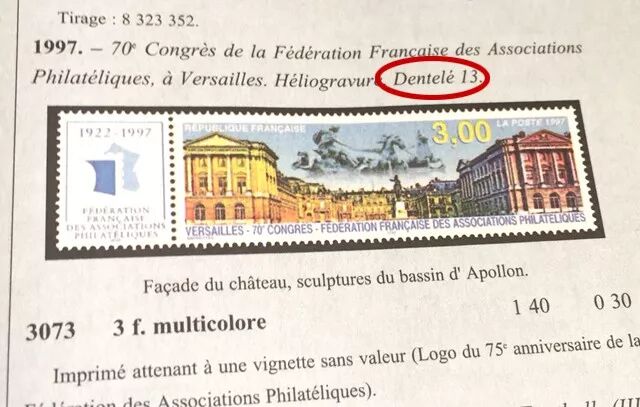 Tirage : 8 323 352.
1997. – 70e Congrès de la Fédération Française des Associations
Philatéliques, à Versailles. Héliogravure. Dentelé 13.
1922 - 1997
FÉDÉRATION
FRANÇAISE
DES ASSOCIATIONS
PHILATÉLIQUES
RÉPUBLIQUE FRANÇAISE
3,00
LA POSTE 1997
VERSAILLES - 70e CONGRES - FÉDÉRATION FRANÇAISE DES ASSOCIATIONS PHILATÉLIQUES
Façade du château, sculptures du bassin d' Apollon.
3073 3 f. multicolore 1 40 0 30
Imprimé attenant à une vignette sans valeur (Logo du 75e anniversaire de la
Fédération des Associations Philatéliques).